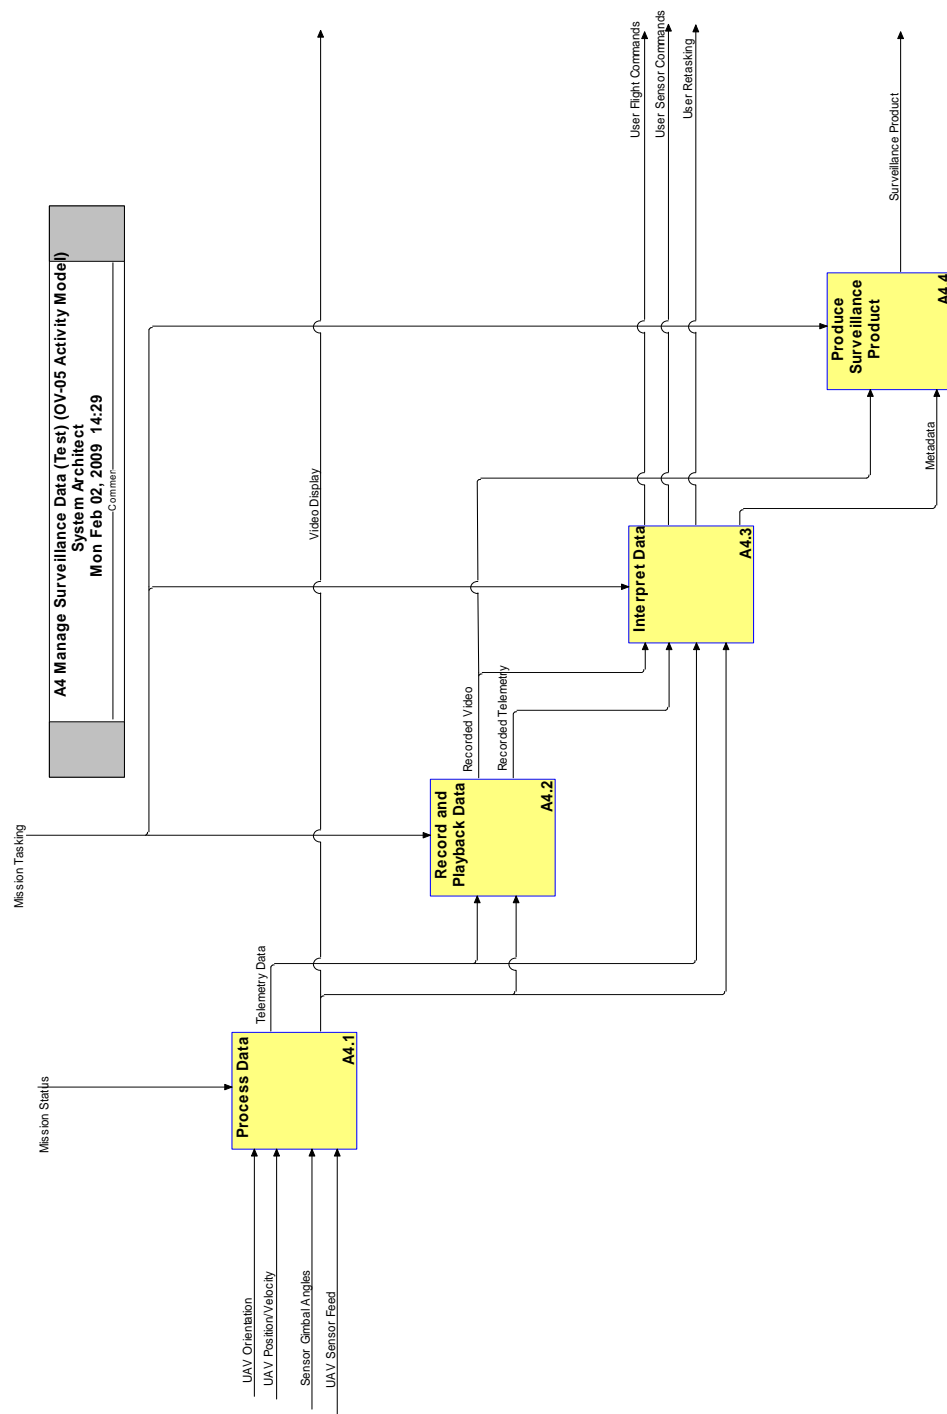 A4 Manage Surveillance Data (Test) (OV-05 Activity Model)
System Architect
Mon Feb 02, 2009 14:29
Commer
Mission Status
Mission Tasking
UAV Orientation
UAV Position/Velocity
Sensor Gimbal Angles
UAV Sensor Feed
Process Data
A4.1
Telemetry Data
Video Display
Record and
Playback Data
A4.2
Recorded Video
Recorded Telemetry
Interpret Data
A4.3
User Flight Commands
User Sensor Commands
User Retasking
Metadata
Produce
Surveillance
Product
A4.4
Surveillance Product